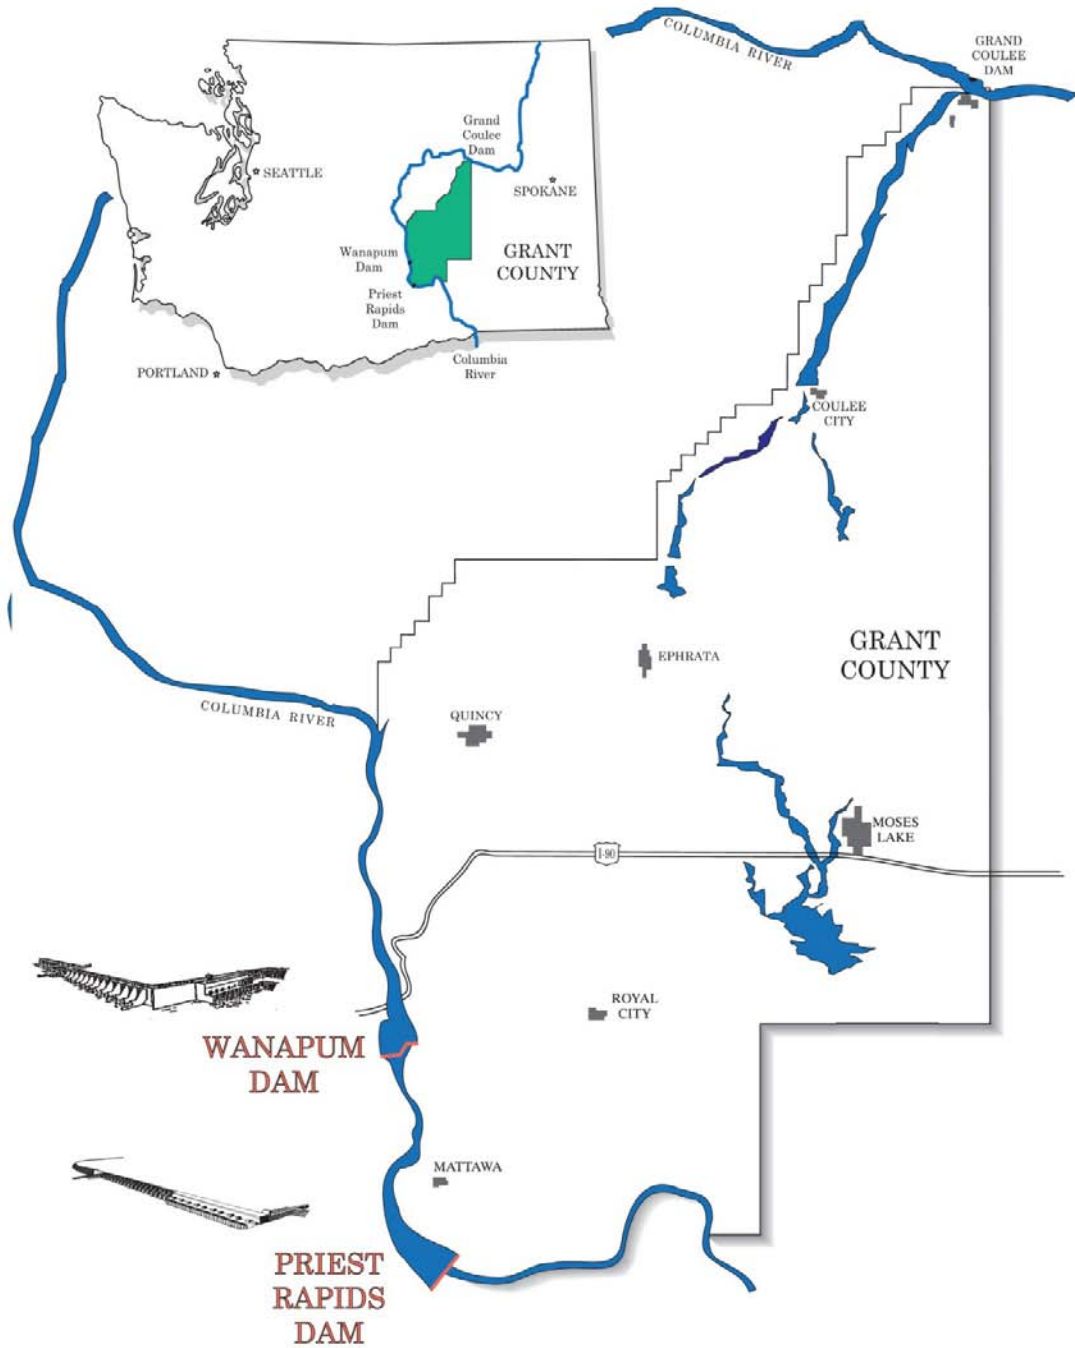 COLUMBIA RIVER
GRAND
COULEE
DAM
Grand
Coulee
Dam
SEATTLE
SPOKANE
Wanapum
Dam
GRANT
COUNTY
Priest
Rapids
Dam
PORTLAND
Columbia
River
COULEE
CITY
GRANT
COUNTY
EPHRATA
COLUMBIA RIVER
QUINCY
MOSES
LAKE
I-90
ROYAL
CITY
WANAPUM
DAM
MATTAWA
PRIEST
RAPIDS
DAM